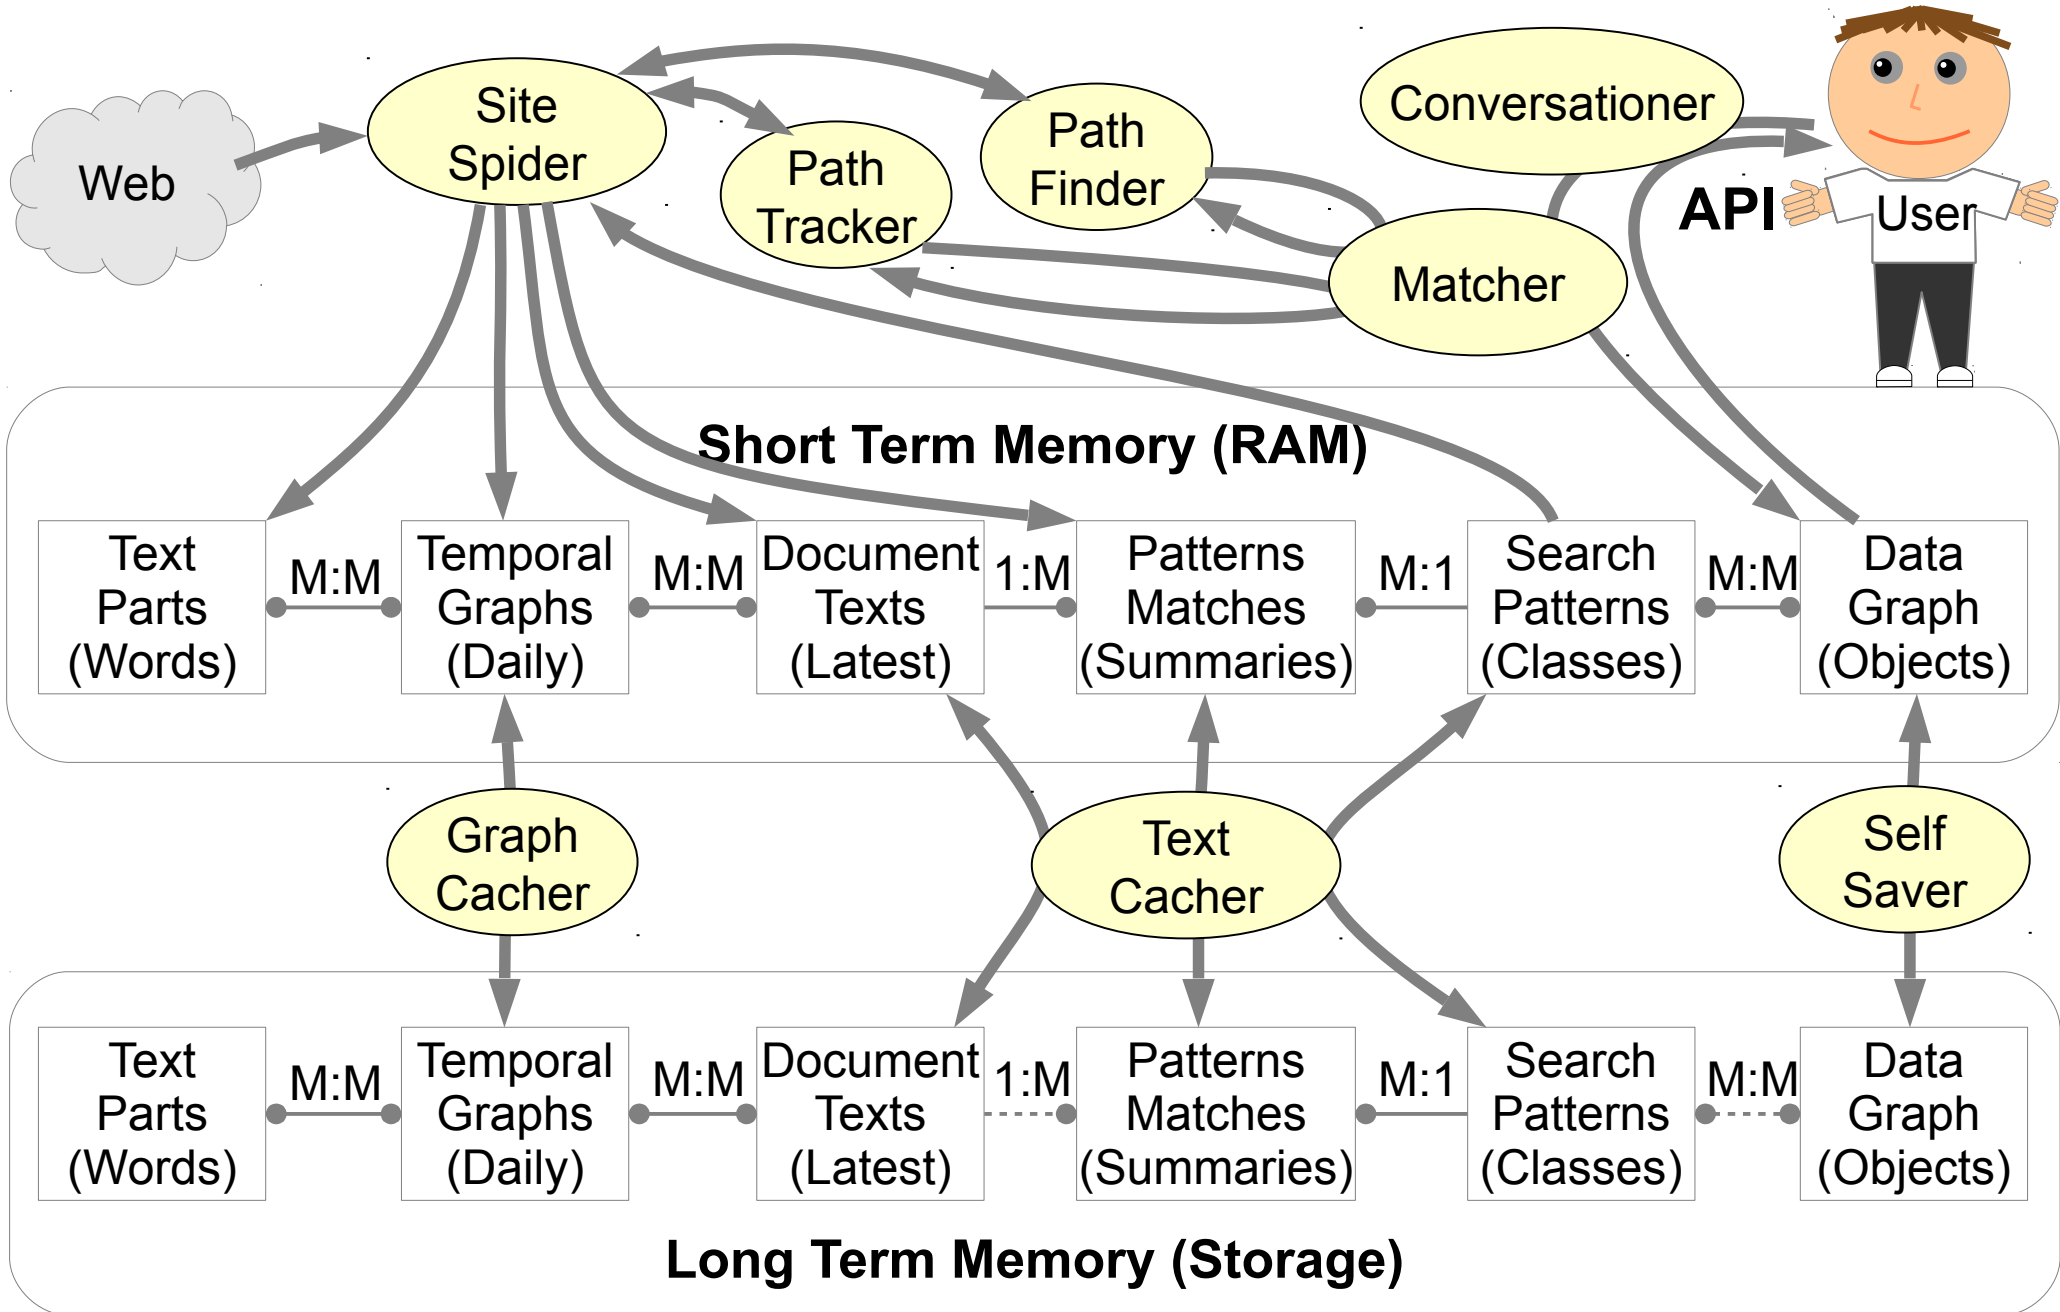 Web
Site
Spider
Path
Tracker
Path
Finder
Conversationer
Matcher
API
User
Short Term Memory (RAM)
Text
Parts
(Words)
M:M
Temporal
Graphs
(Daily)
M:M
Document
Texts
(Latest)
1:M
Patterns
Matches
(Summaries)
M:1
Search
Patterns
(Classes)
M:M
Data
Graph
(Objects)
Graph
Cacher
Text
Cacher
Self
Saver
Text
Parts
(Words)
M:M
Temporal
Graphs
(Daily)
M:M
Document
Texts
(Latest)
1:M
Patterns
Matches
(Summaries)
M:1
Search
Patterns
(Classes)
M:M
Data
Graph
(Objects)
Long Term Memory (Storage)